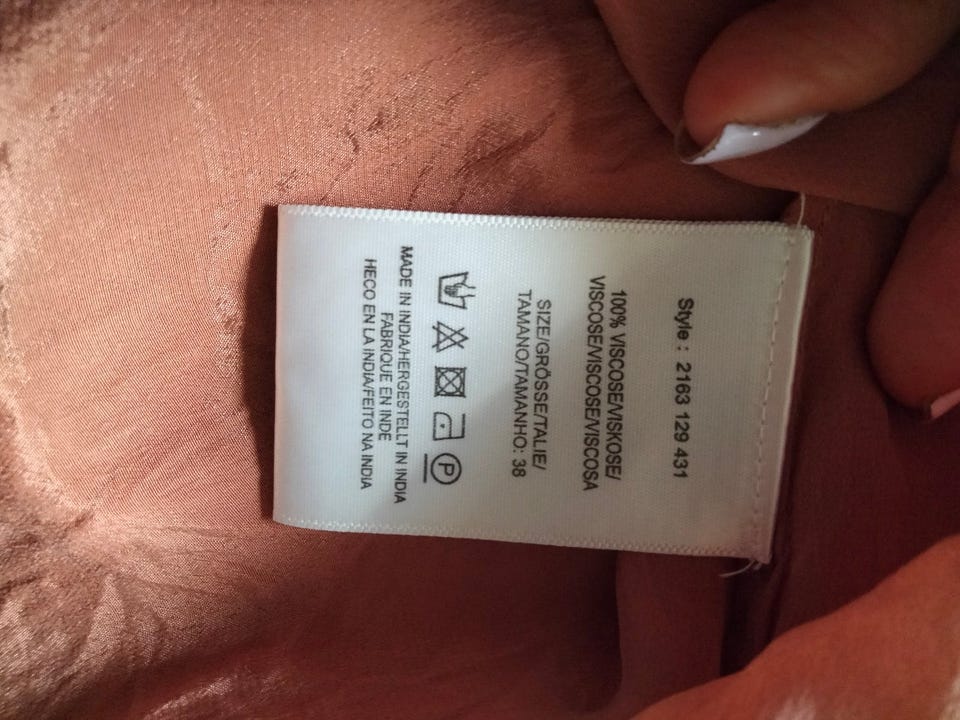 Style : 2163 129 431
100% VISCOSE/VISKOSE/
VISCOSE/VISCOSE/VISCOSA
SIZE/GRÖSSE/TALIE/
TAMANO/TAMANHO: 38
P
MADE IN INDIA/HERGESTELLT IN INDIA
FABRIQUE EN INDE
HECO EN LA INDIA/FEITO NA INDIA